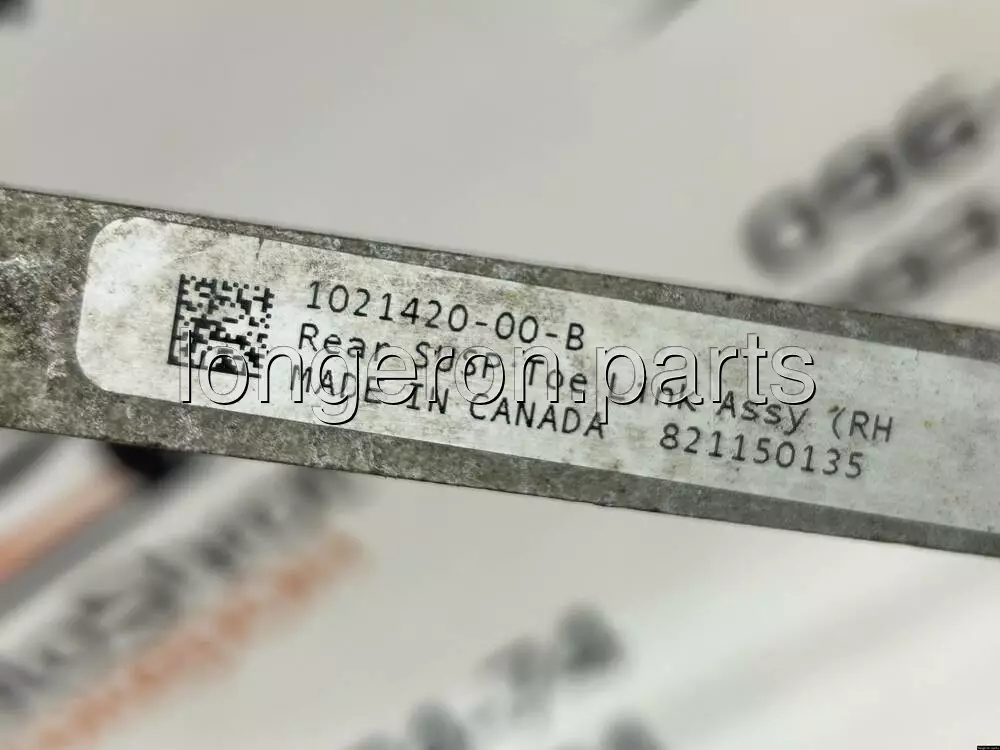 1021420-00-B
Rear Susp Toe Link Assy (RH
MADE IN CANADA 821150135
longeron.parts